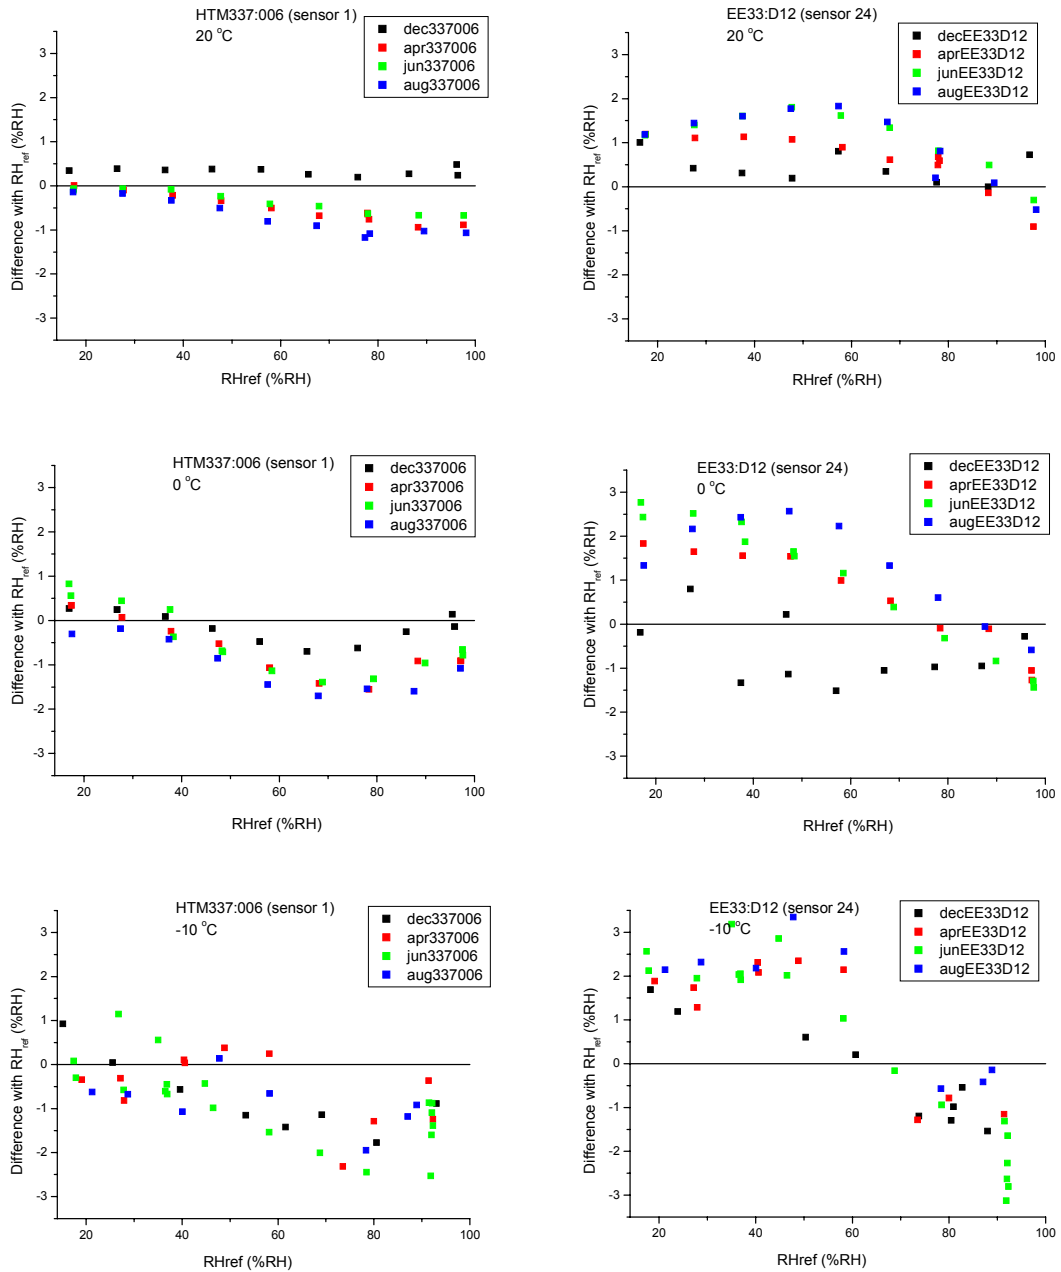 HTM337:006 (sensor 1)
20 °C
dec337006
apr337006
jun337006
aug337006
Difference with RHref (%RH)
3
2
1
0
-1
-2
-3
20 40 60 80 100
RHref (%RH)
EE33:D12 (sensor 24)
20 °C
decEE33D12
aprEE33D12
junEE33D12
augEE33D12
Difference with RHref (%RH)
3
2
1
0
-1
-2
-3
20 40 60 80 100
RHref (%RH)
HTM337:006 (sensor 1)
0 °C
dec337006
apr337006
jun337006
aug337006
Difference with RHref (%RH)
3
2
1
0
-1
-2
-3
20 40 60 80 100
RHref (%RH)
EE33:D12 (sensor 24)
0 °C
decEE33D12
aprEE33D12
junEE33D12
augEE33D12
Difference with RHref (%RH)
3
2
1
0
-1
-2
-3
20 40 60 80 100
RHref (%RH)
HTM337:006 (sensor 1)
-10 °C
dec337006
apr337006
jun337006
aug337006
Difference with RHref (%RH)
3
2
1
0
-1
-2
-3
20 40 60 80 100
RHref (%RH)
EE33:D12 (sensor 24)
-10 °C
decEE33D12
aprEE33D12
junEE33D12
augEE33D12
Difference with RHref (%RH)
3
2
1
0
-1
-2
-3
20 40 60 80 100
RHref (%RH)